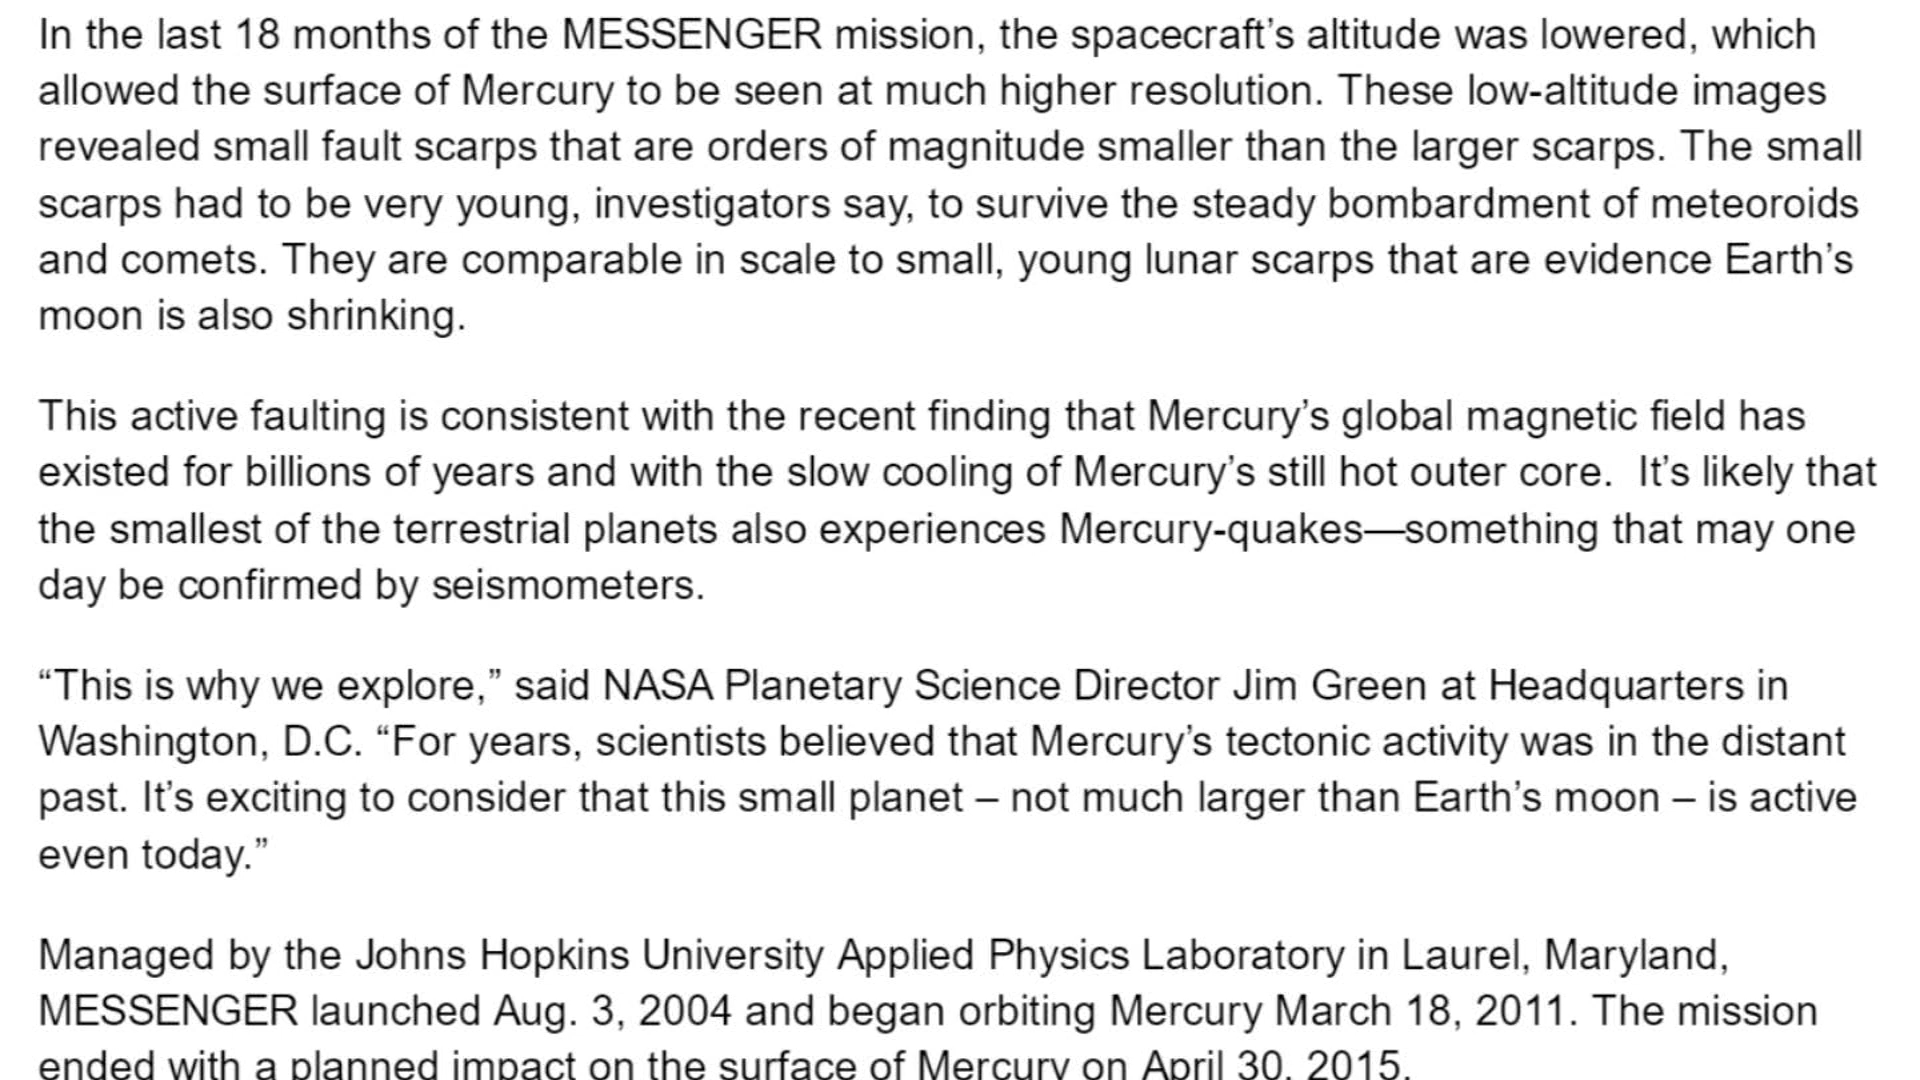 In the last 18 months of the MESSENGER mission, the spacecraft’s altitude was lowered, which
allowed the surface of Mercury to be seen at much higher resolution. These low-altitude images
revealed small fault scarps that are orders of magnitude smaller than the larger scarps. The small
scarps had to be very young, investigators say, to survive the steady bombardment of meteoroids
and comets. They are comparable in scale to small, young lunar scarps that are evidence Earth’s
moon is also shrinking.
This active faulting is consistent with the recent finding that Mercury’s global magnetic field has
existed for billions of years and with the slow cooling of Mercury’s still hot outer core.  It’s likely that
the smallest of the terrestrial planets also experiences Mercury-quakes—something that may one
day be confirmed by seismometers.
“This is why we explore,” said NASA Planetary Science Director Jim Green at Headquarters in
Washington, D.C. “For years, scientists believed that Mercury’s tectonic activity was in the distant
past. It’s exciting to consider that this small planet – not much larger than Earth’s moon – is active
even today.”
Managed by the Johns Hopkins University Applied Physics Laboratory in Laurel, Maryland,
MESSENGER launched Aug. 3, 2004 and began orbiting Mercury March 18, 2011. The mission
ended with a planned impact on the surface of Mercury on April 30, 2015.